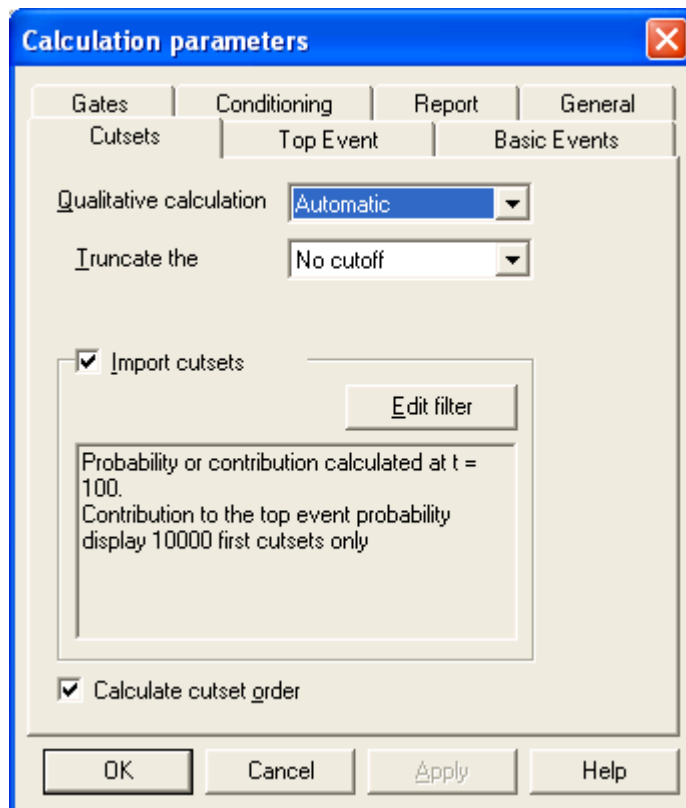 Calculation parameters
Gates Conditioning Report General
Cutsets Top Event Basic Events
Qualitative calculation Automatic
Truncate the No cutoff
Import cutsets
Edit filter
Probability or contribution calculated at t =
100.
Contribution to the top event probability
display 10000 first cutsets only
Calculate cutset order
OK Cancel Apply Help